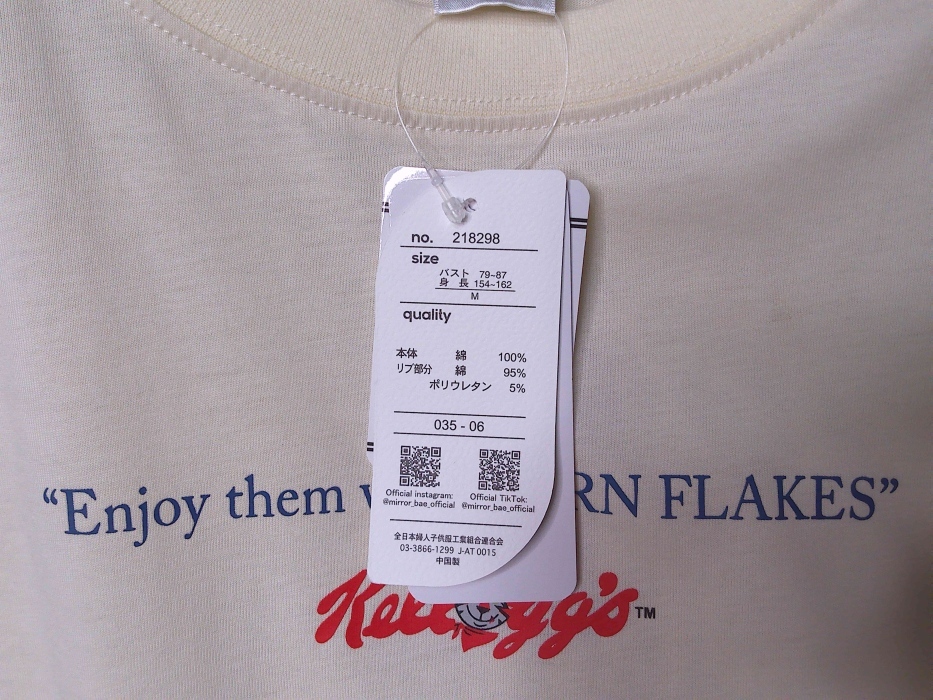 no. 218298
size
バスト 79~87
身 長 154~162
M
quality
本体 綿 100%
リブ部分 綿 95%
ポリウレタン 5%
035 - 06
Official instagram: Official TikTok:
@mirror_bae_official @mirror_bae_official
全日本婦人子供服工業組合連合会
03-3866-1299 J-AT 0015
中国製
“Enjoy them RN FLAKES”
Kellogg's™